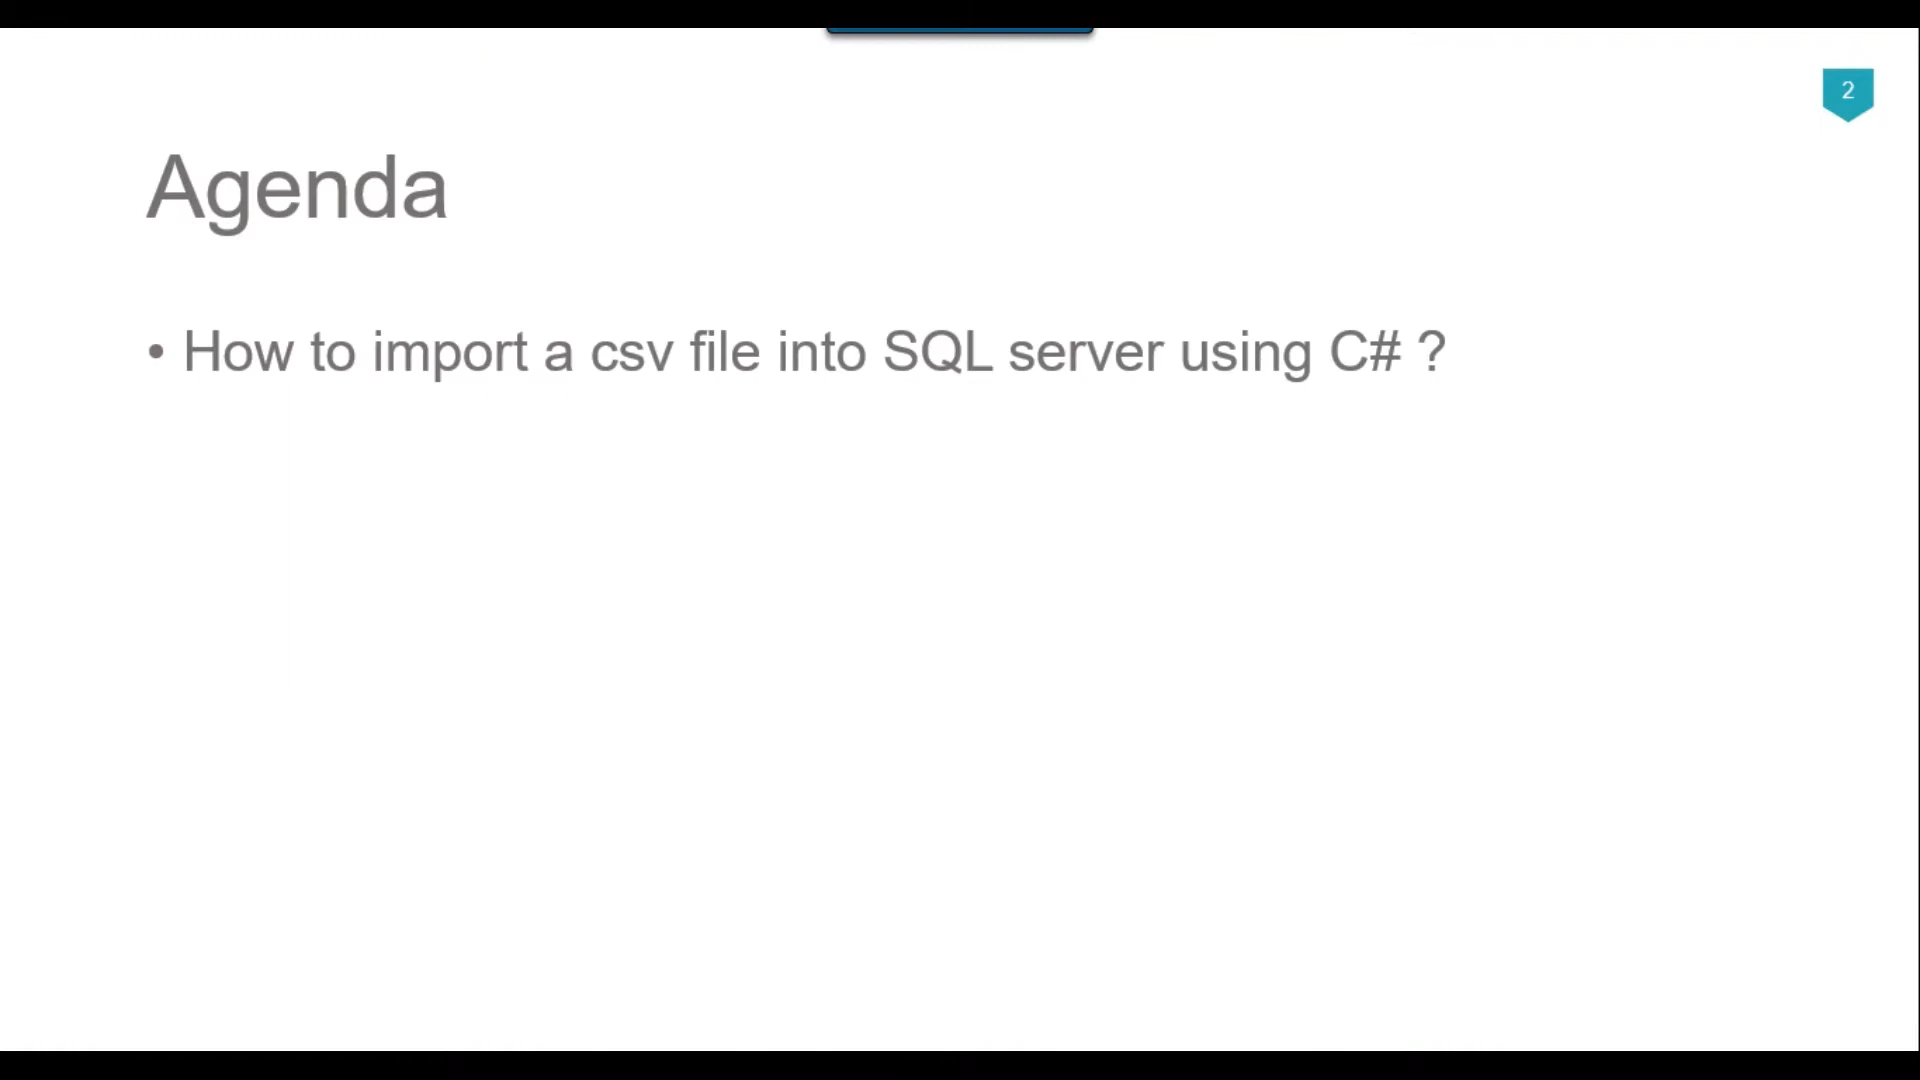 2
Agenda
• How to import a csv file into SQL server using C# ?